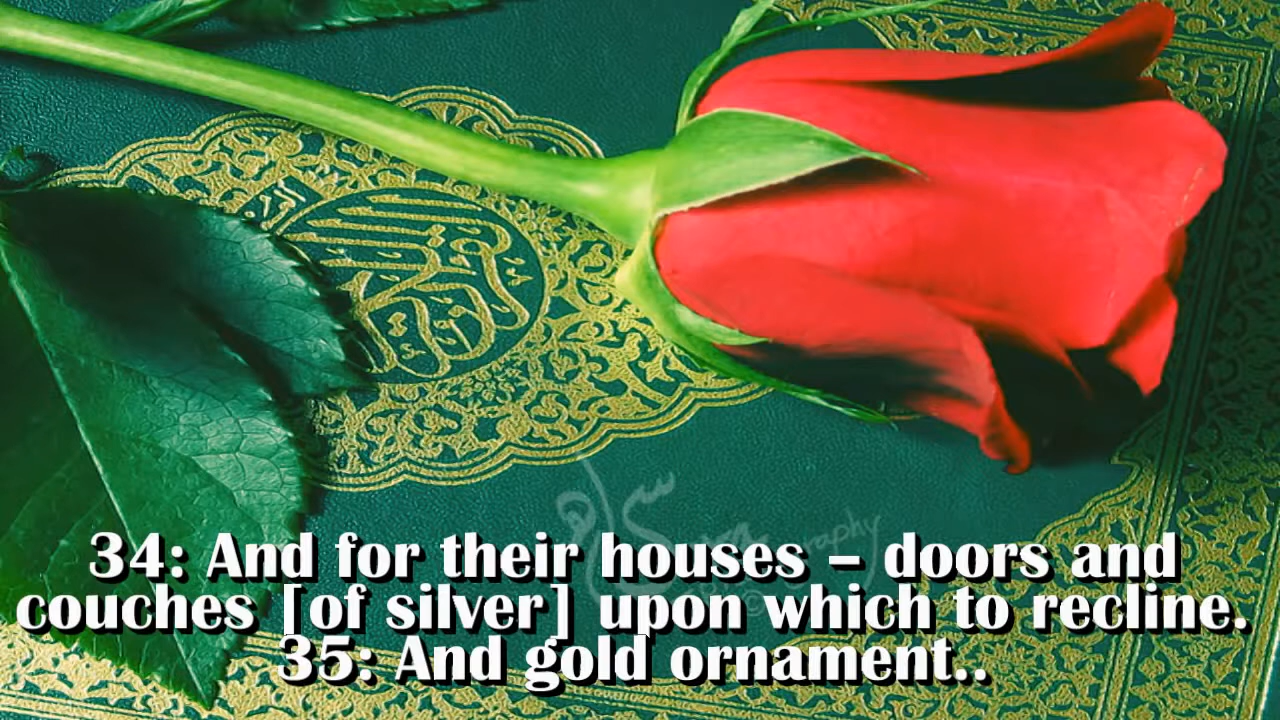 34: And for their houses – doors and
couches [of silver] upon which to recline.
35: And gold ornament..